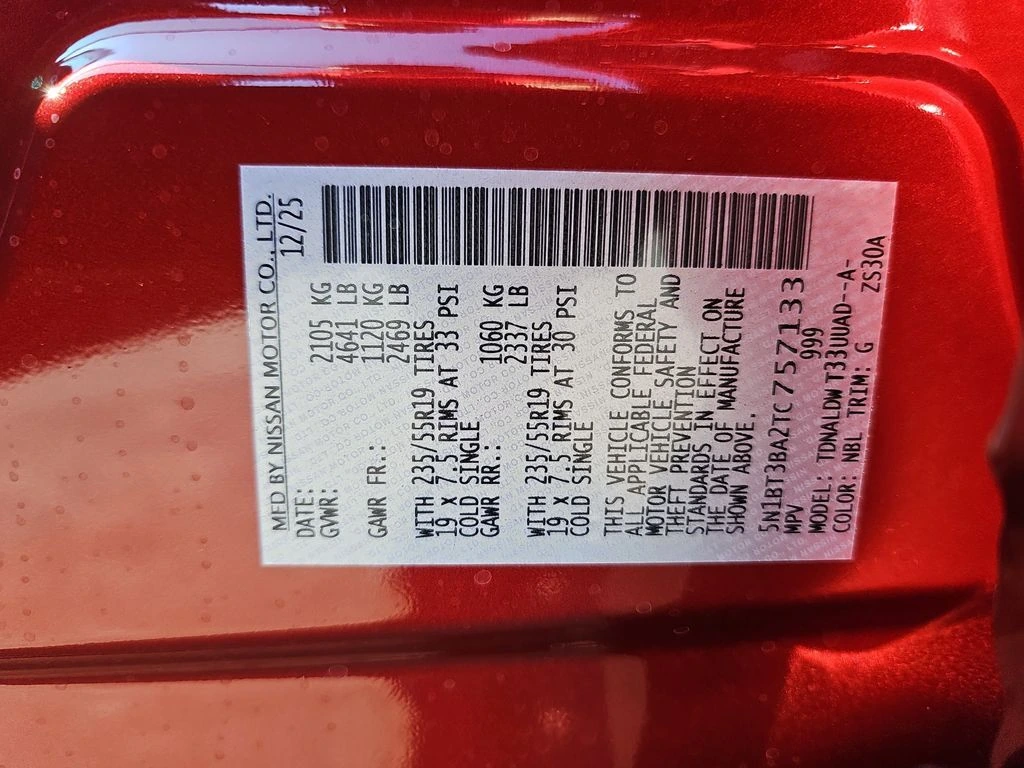 MFD BY NISSAN MOTOR CO., LTD.
DATE: 12/25
GVWR: 2105 KG
4641 LB
GAWR FR.: 1120 KG
2469 LB
WITH 235/55R19 TIRES
19 X 7.5 RIMS AT 33 PSI
COLD SINGLE
GAWR RR.: 1060 KG
2337 LB
WITH 235/55R19 TIRES
19 X 7.5 RIMS AT 30 PSI
COLD SINGLE
THIS VEHICLE CONFORMS TO
ALL APPLICABLE FEDERAL
MOTOR VEHICLE SAFETY AND
THEFT PREVENTION
STANDARDS IN EFFECT ON
THE DATE OF MANUFACTURE
SHOWN ABOVE.
5N1BT3BA2TC757133
MPV 999
MODEL: TDNALDW T33UUAD--A-
COLOR: NBL TRIM: G ZS30A